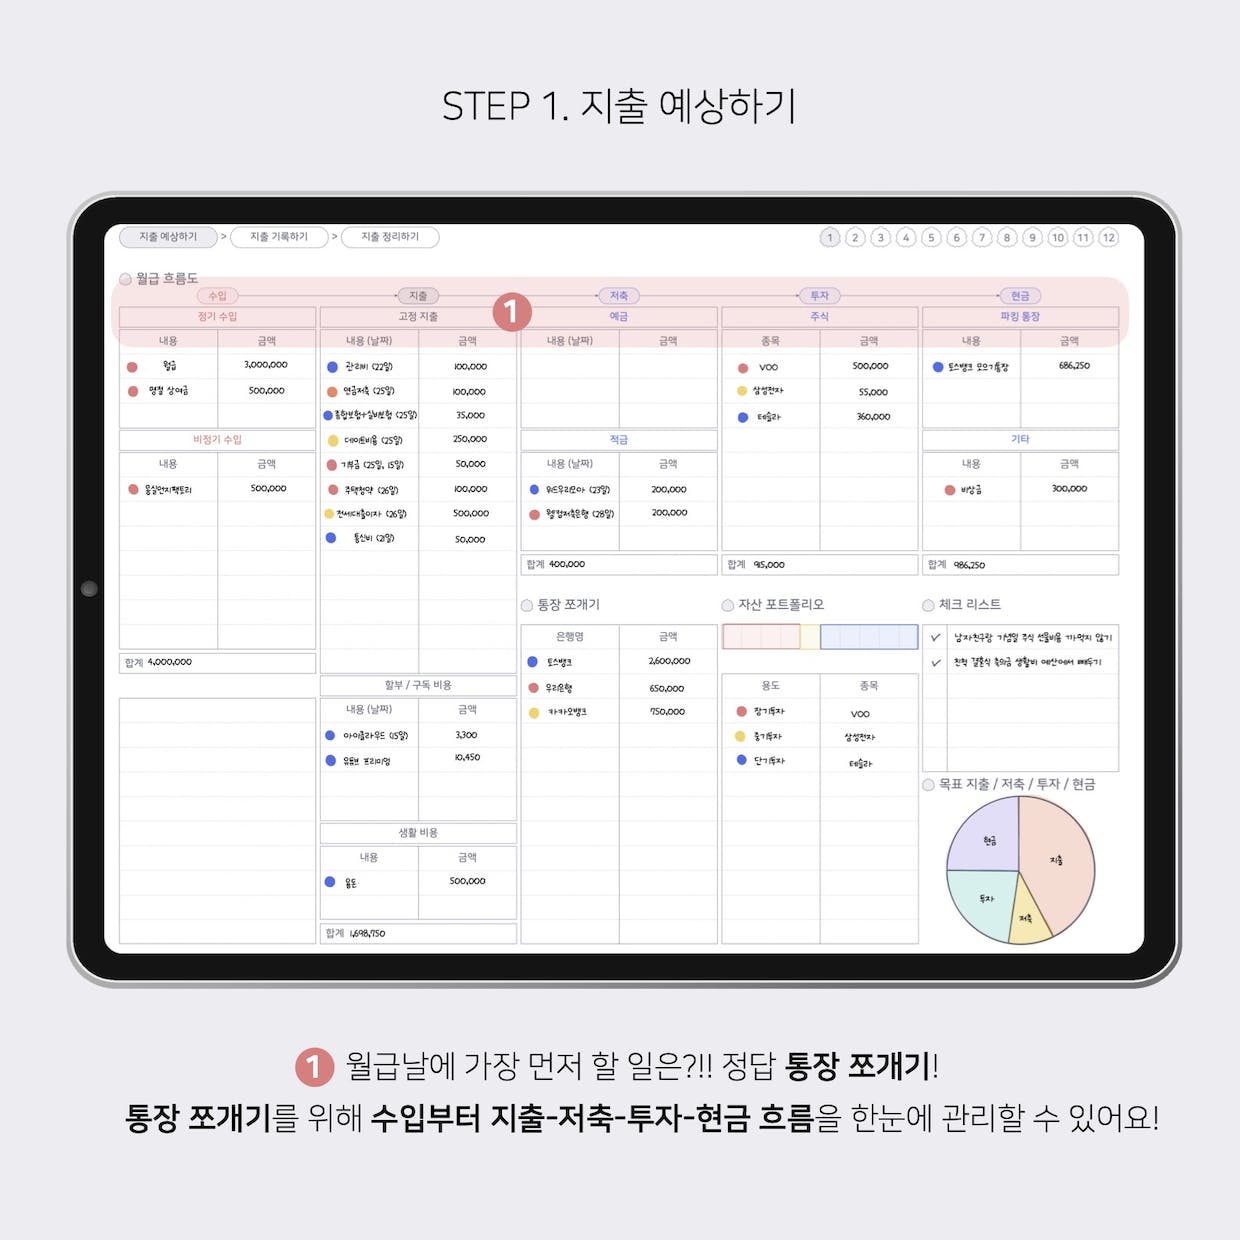 STEP 1. 지출 예상하기
지출 예상하기 > 지출 기록하기 > 지출 정리하기
1 2 3 4 5 6 7 8 9 10 11 12
월급 흐름도
수입 지출 저축 투자 현금
1
정기 수입
내용 금액
월급 3,000,000
명절 상여금 500,000
비정기 수입
내용 금액
몽실언니팩토리 500,000
합계 4,000,000
고정 지출
내용 (날짜) 금액
관리비 (22일) 100,000
연금저축 (25일) 100,000
종합보험+실비보험 (25일) 35,000
데이트비용 (25일) 250,000
기부금 (25일, 15일) 50,000
주택청약 (26일) 100,000
전세대출이자 (26일) 500,000
통신비 (21일) 50,000
할부 / 구독 비용
내용 (날짜) 금액
아이클라우드 (15일) 3,300
유튜브 프리미엄 10,450
생활 비용
내용 금액
용돈 500,000
합계 1,698,750
예금
내용 (날짜) 금액
적금
내용 (날짜) 금액
위드우리모아 (23일) 200,000
웰컴저축은행 (28일) 200,000
합계 400,000
통장 쪼개기
은행명 금액
토스뱅크 2,600,000
우리은행 650,000
카카오뱅크 750,000
주식
종목 금액
VOO 500,000
삼성전자 55,000
테슬라 360,000
합계 915,000
자산 포트폴리오
용도 종목
장기투자 VOO
중기투자 삼성전자
단기투자 테슬라
파킹 통장
내용 금액
토스뱅크 모으기통장 686,250
기타
내용 금액
비상금 300,000
합계 986,250
체크 리스트
남자친구랑 기념일 주식 선물비용 까먹지 않기
친척 결혼식 축의금 생활비 예산에서 빼두기
목표 지출 / 저축 / 투자 / 현금
현금 지출
투자 저축
1 월급날에 가장 먼저 할 일은?!! 정답 통장 쪼개기!
통장 쪼개기를 위해 수입부터 지출-저축-투자-현금 흐름을 한눈에 관리할 수 있어요!